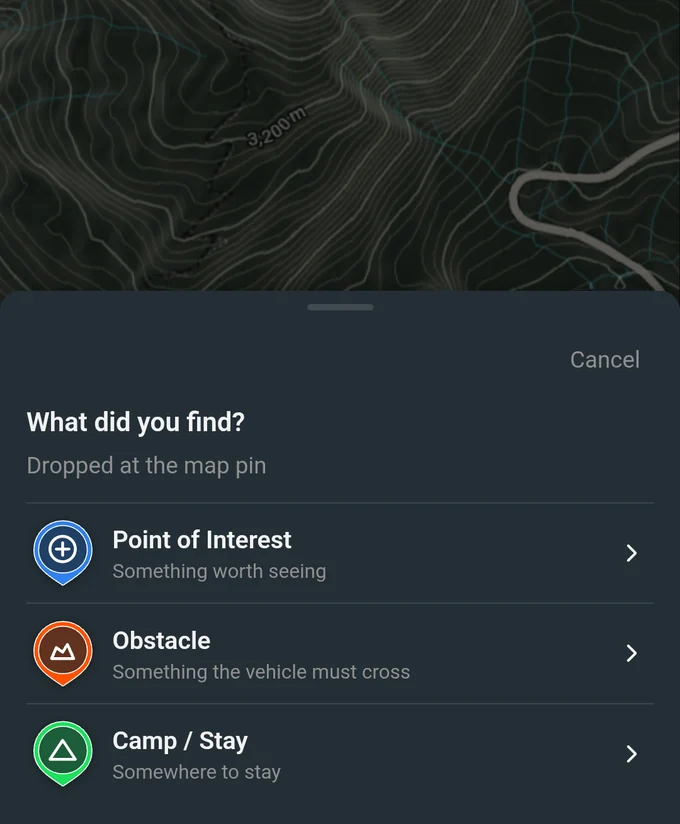 3,200 m
Cancel
What did you find?
Dropped at the map pin
Point of Interest
Something worth seeing
Obstacle
Something the vehicle must cross
Camp / Stay
Somewhere to stay